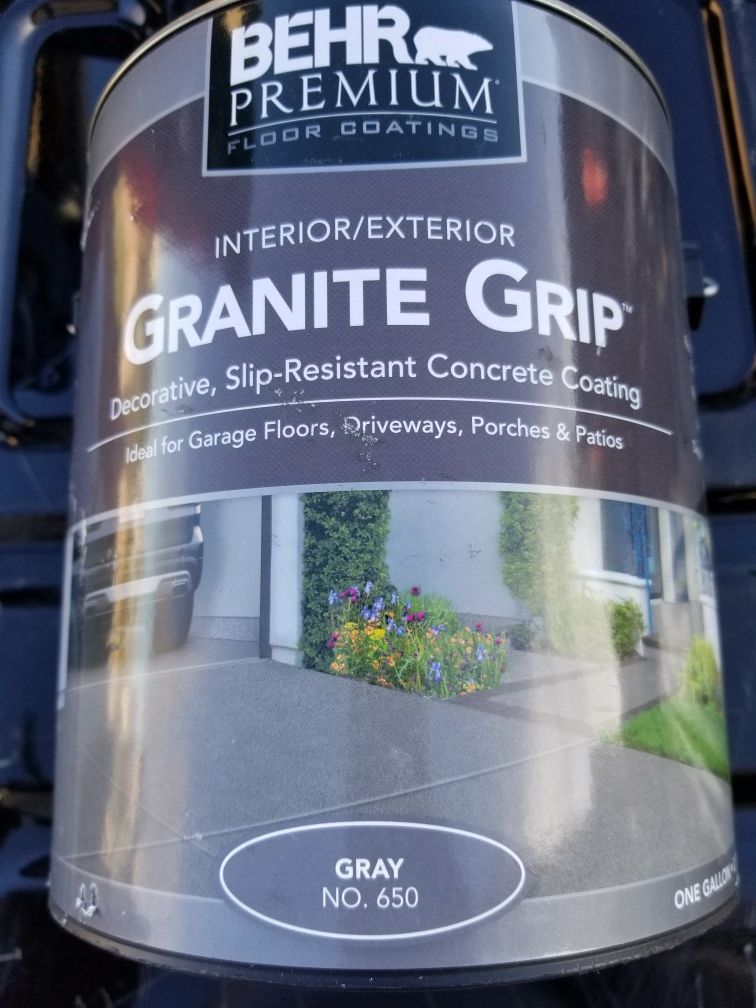 BEHR
PREMIUM
FLOOR COATINGS
INTERIOR/EXTERIOR
GRANITE GRIP™
Decorative, Slip-Resistant Concrete Coating
Ideal for Garage Floors, Driveways, Porches & Patios
GRAY
NO. 650
ONE GALLON